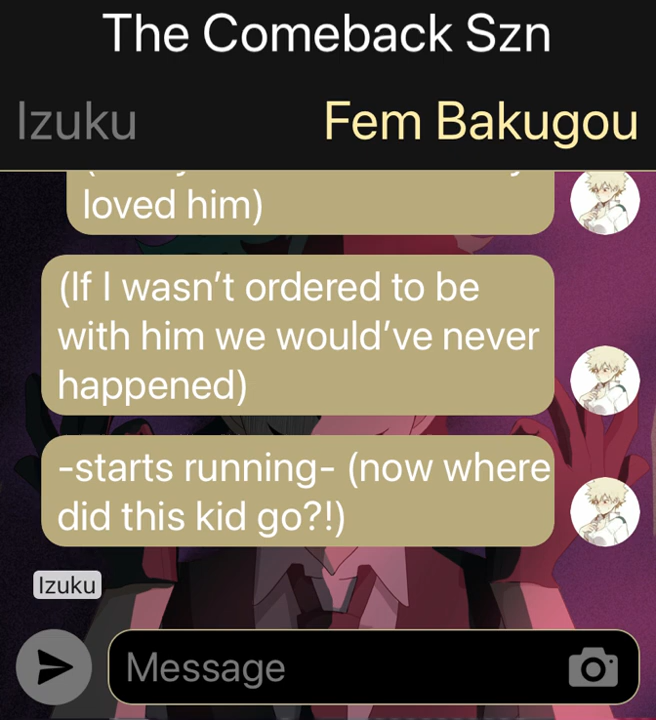 The Comeback Szn
Izuku Fem Bakugou
loved him)
(If I wasn't ordered to be
with him we would've never
happened)
-starts running- (now where
did this kid go?!)
Izuku
Message